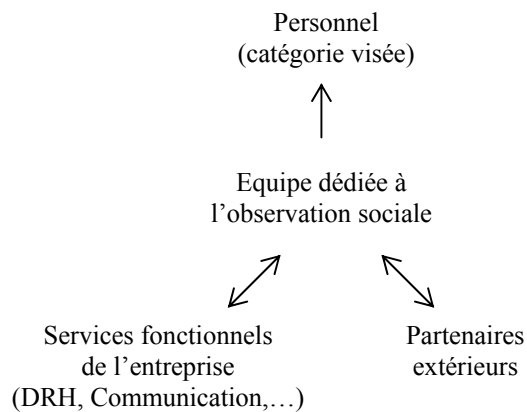 Personnel
(catégorie visée)
Equipe dédiée à
l’observation sociale
Services fonctionnels
de l’entreprise
(DRH, Communication,…)
Partenaires
extérieurs